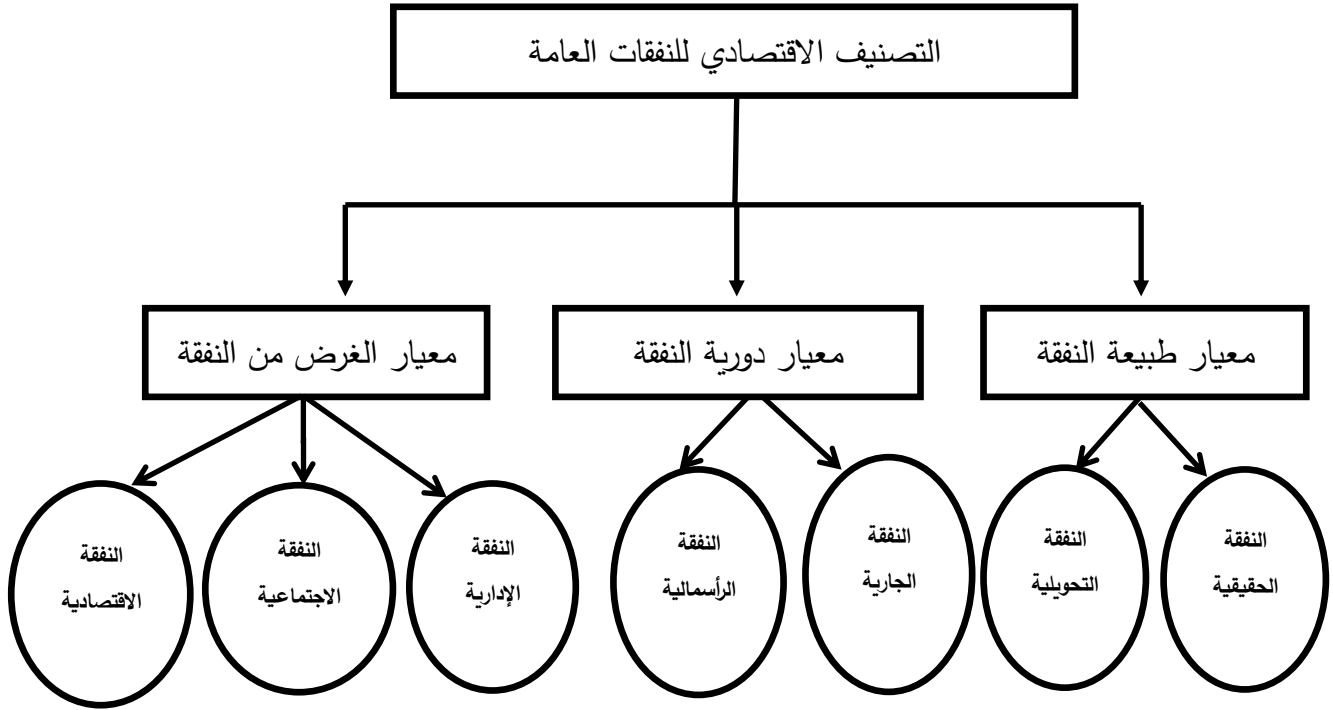 التصنيف الاقتصادي للنفقات العامة
معيار طبيعة النفقة
معيار دورية النفقة
معيار الغرض من النفقة
النفقة
الحقيقية
النفقة
التحويلية
النفقة
الجارية
النفقة
الرأسمالية
النفقة
الإدارية
النفقة
الاجتماعية
النفقة
الاقتصادية